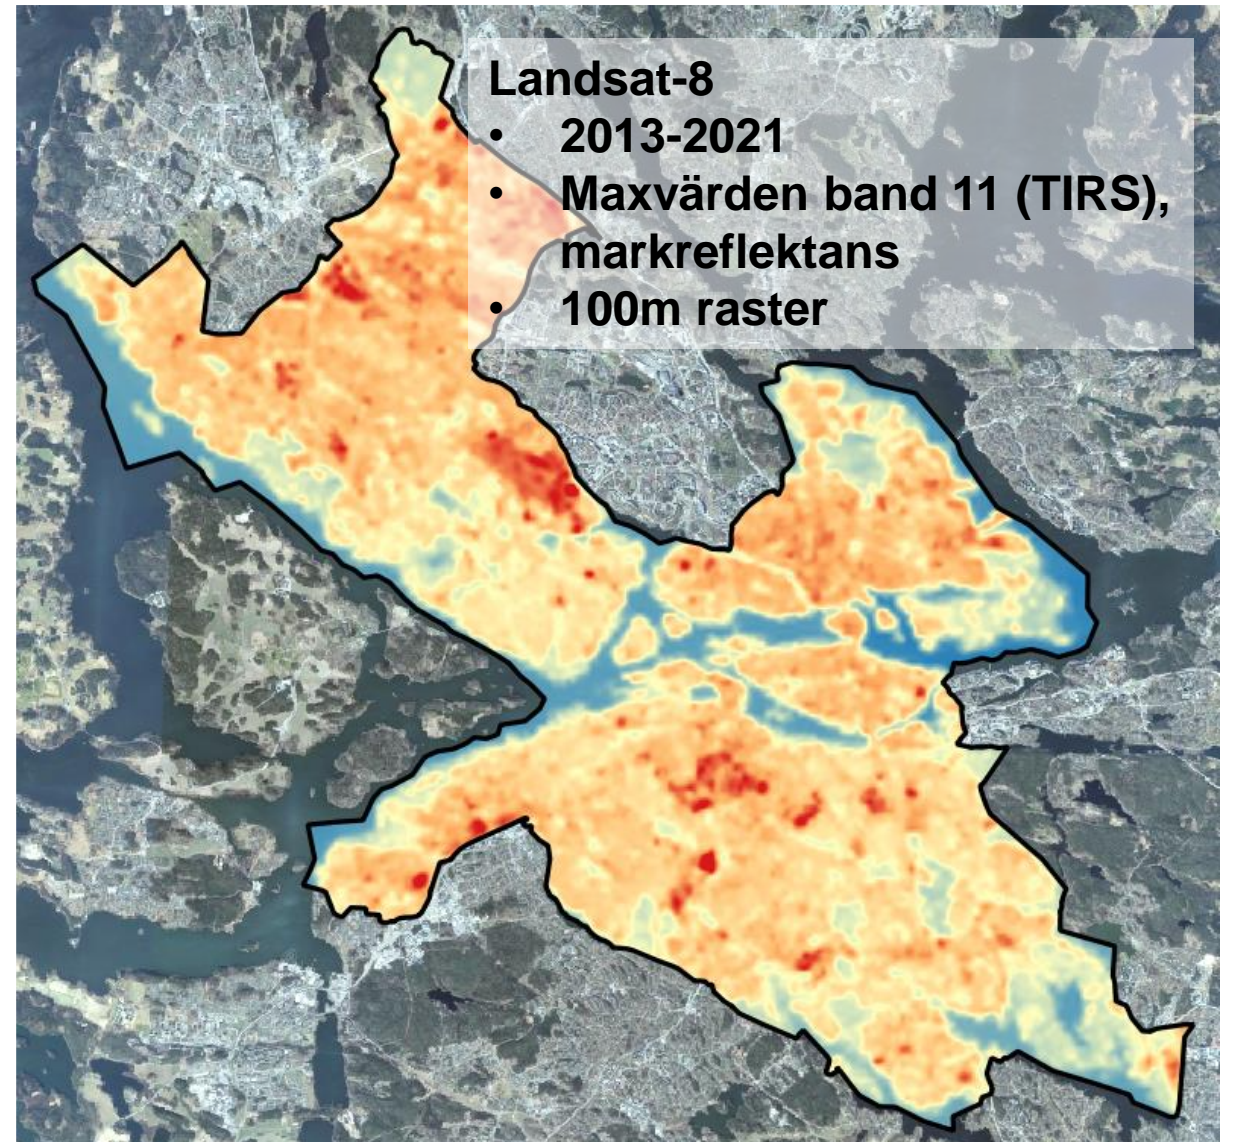 Landsat-8
• 2013-2021
• Maxvärden band 11 (TIRS),
markreflektans
• 100m raster